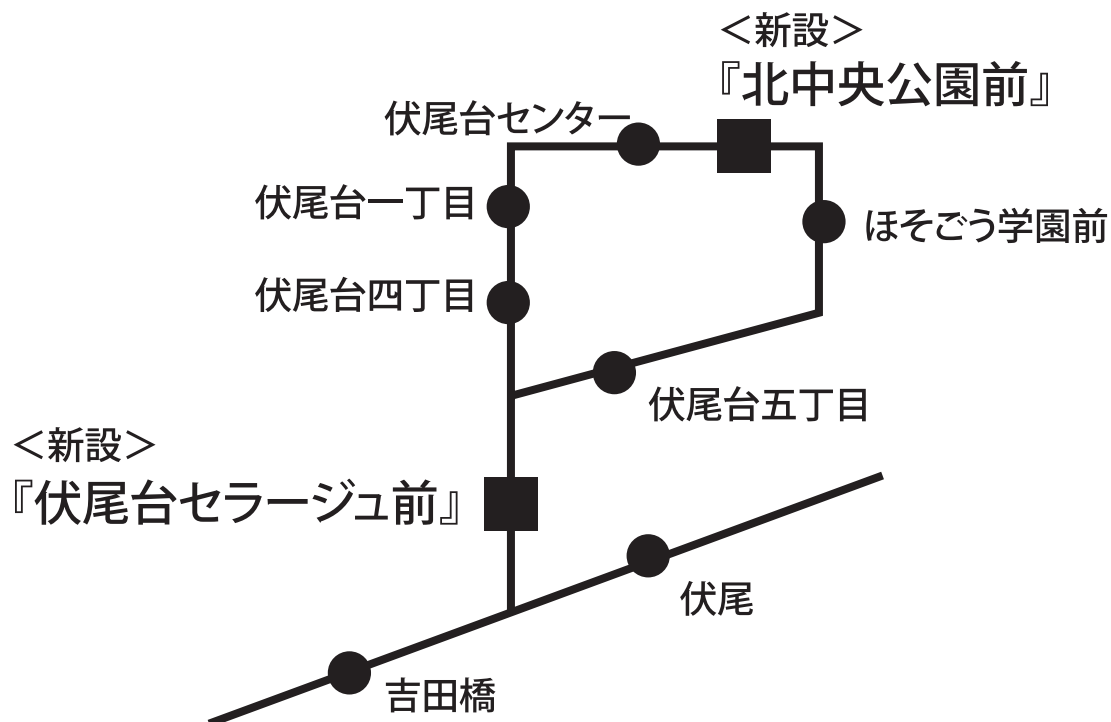 ＜新設＞
『北中央公園前』
伏尾台センター
伏尾台一丁目
ほそごう学園前
伏尾台四丁目
伏尾台五丁目
＜新設＞
『伏尾台セラージュ前』
伏尾
吉田橋